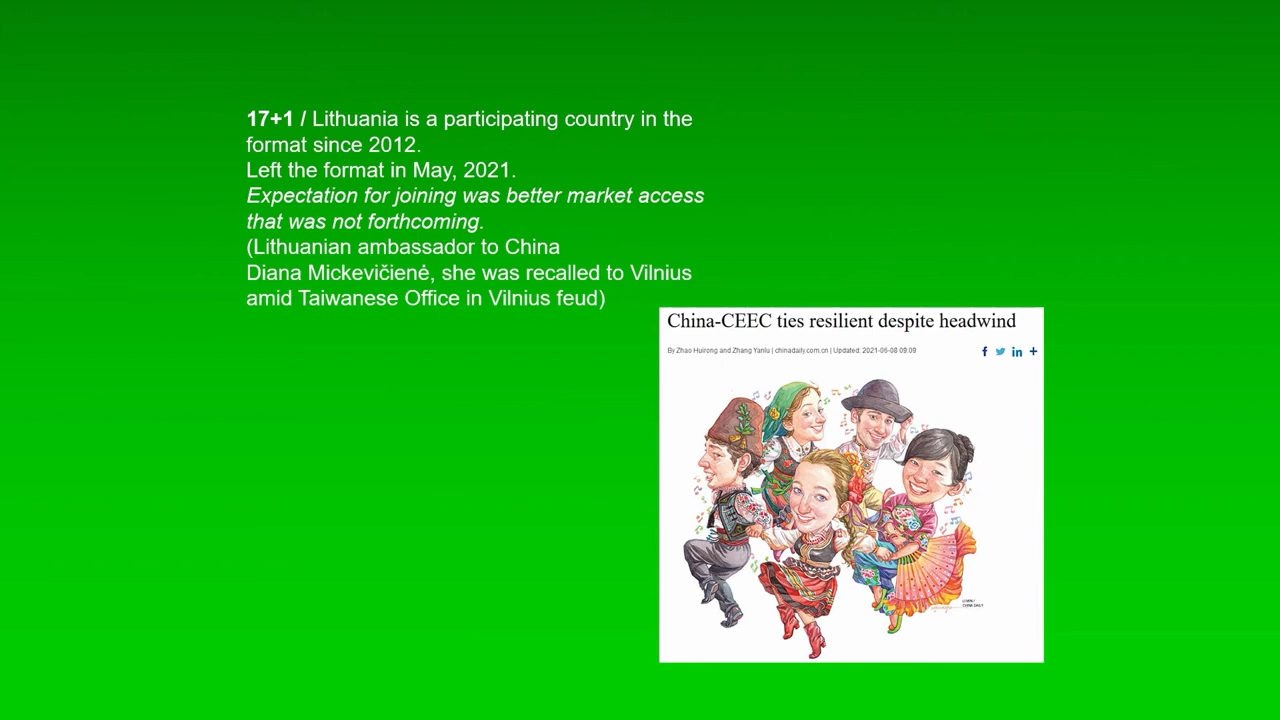 17+1 / Lithuania is a participating country in the
format since 2012.
Left the format in May, 2021.
Expectation for joining was better market access
that was not forthcoming.
(Lithuanian ambassador to China
Diana Mickevičienė, she was recalled to Vilnius
amid Taiwanese Office in Vilnius feud)
China-CEEC ties resilient despite headwind
By Zhao Huirong and Zhang Yanlu | chinadaily.com.cn | Updated: 2021-06-08 09:09
CHINA DAILY